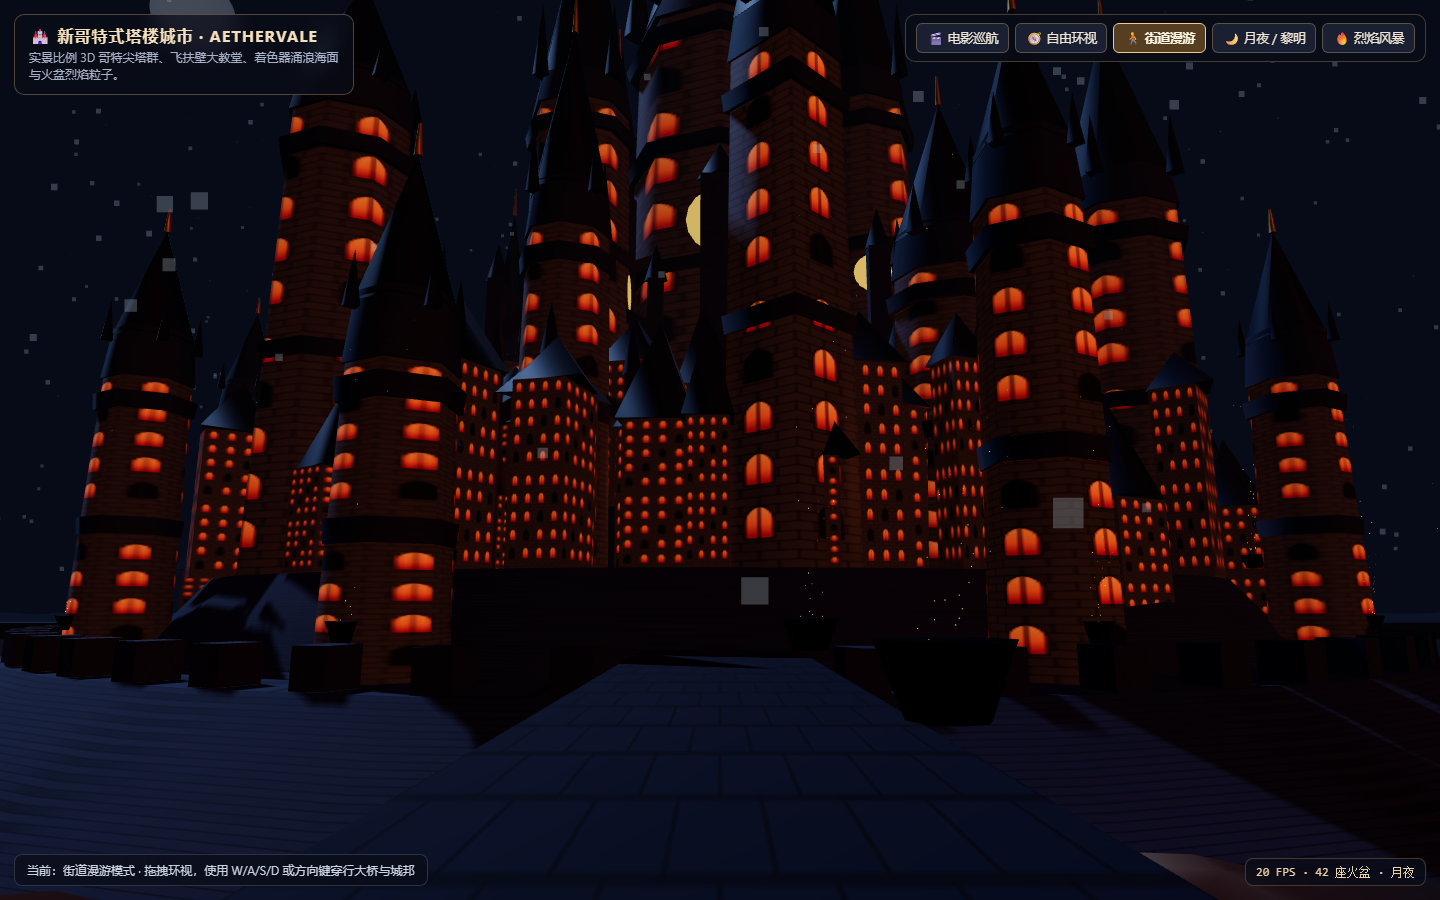 🏰 新哥特式塔楼城市 · AETHERVALE
实景比例 3D 哥特尖塔群、飞扶壁大教堂、着色器涌浪海面
与火盆烈焰粒子。
🎬 电影巡航 🧭 自由环视 🚶 街道漫游 🌙 月夜 / 黎明 🔥 烈焰风暴
当前：街道漫游模式 · 拖拽环视，使用 W/A/S/D 或方向键穿行大桥与城邦
20 FPS · 42 座火盆 · 月夜